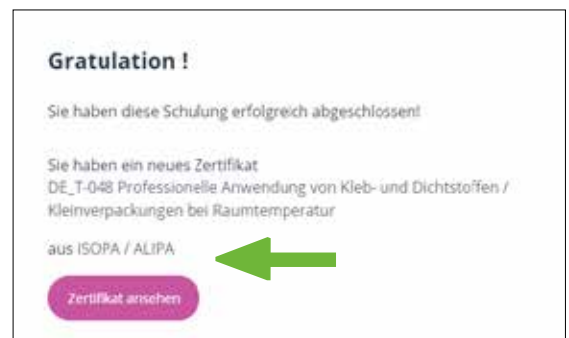 Gratulation !
Sie haben diese Schulung erfolgreich abgeschlossen!
Sie haben ein neues Zertifikat
DE_T-048 Professionelle Anwendung von Kleb- und Dichtstoffen /
Kleinverpackungen bei Raumtemperatur
aus ISOPA / ALIPA
Zertifikat ansehen